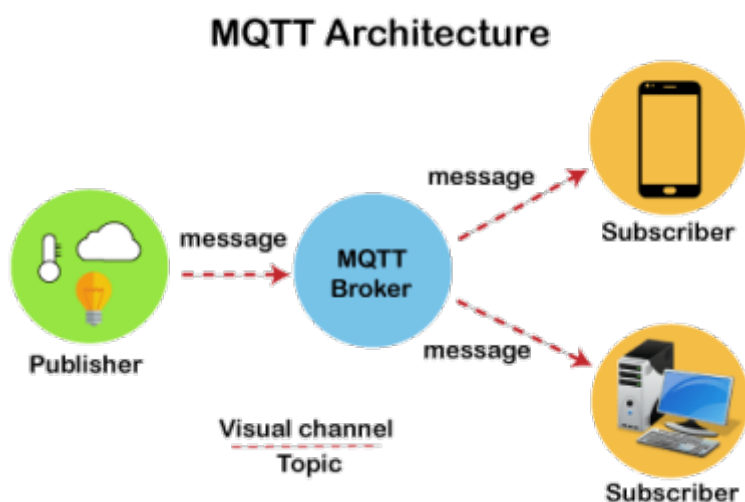 MQTT Architecture
message
Subscriber
message
MQTT
Broker
Publisher
message
Visual channel
Topic
Subscriber